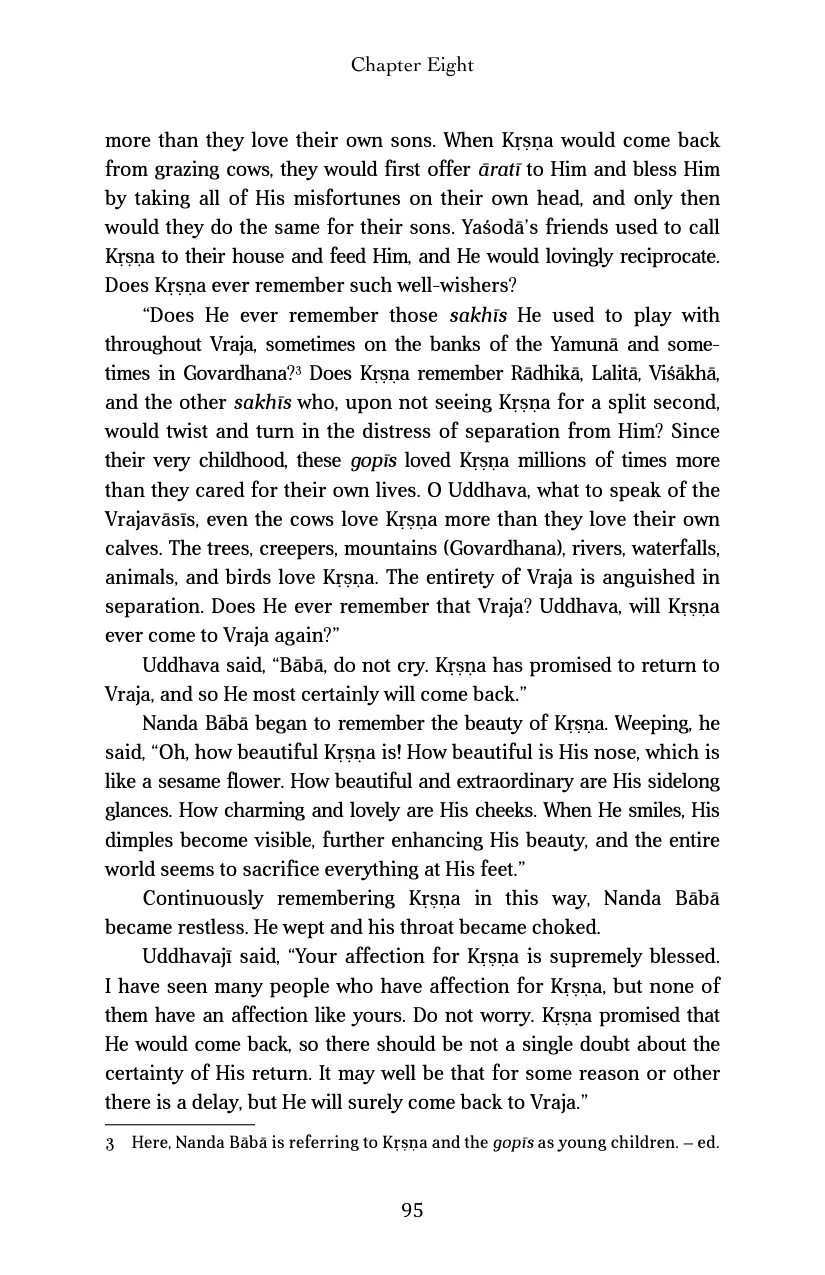 Chapter Eight
more than they love their own sons. When Kṛṣṇa would come back
from grazing cows, they would first offer āratī to Him and bless Him
by taking all of His misfortunes on their own head, and only then
would they do the same for their sons. Yaśodā’s friends used to call
Kṛṣṇa to their house and feed Him, and He would lovingly reciprocate.
Does Kṛṣṇa ever remember such well-wishers?
“Does He ever remember those sakhīs He used to play with
throughout Vraja, sometimes on the banks of the Yamunā and some-
times in Govardhana?³ Does Kṛṣṇa remember Rādhikā, Lalitā, Viśākhā,
and the other sakhīs who, upon not seeing Kṛṣṇa for a split second,
would twist and turn in the distress of separation from Him? Since
their very childhood, these gopīs loved Kṛṣṇa millions of times more
than they cared for their own lives. O Uddhava, what to speak of the
Vrajavāsīs, even the cows love Kṛṣṇa more than they love their own
calves. The trees, creepers, mountains (Govardhana), rivers, waterfalls,
animals, and birds love Kṛṣṇa. The entirety of Vraja is anguished in
separation. Does He ever remember that Vraja? Uddhava, will Kṛṣṇa
ever come to Vraja again?”
Uddhava said, “Bābā, do not cry. Kṛṣṇa has promised to return to
Vraja, and so He most certainly will come back.”
Nanda Bābā began to remember the beauty of Kṛṣṇa. Weeping, he
said, “Oh, how beautiful Kṛṣṇa is! How beautiful is His nose, which is
like a sesame flower. How beautiful and extraordinary are His sidelong
glances. How charming and lovely are His cheeks. When He smiles, His
dimples become visible, further enhancing His beauty, and the entire
world seems to sacrifice everything at His feet.”
Continuously remembering Kṛṣṇa in this way, Nanda Bābā
became restless. He wept and his throat became choked.
Uddhavajī said, “Your affection for Kṛṣṇa is supremely blessed.
I have seen many people who have affection for Kṛṣṇa, but none of
them have an affection like yours. Do not worry. Kṛṣṇa promised that
He would come back, so there should be not a single doubt about the
certainty of His return. It may well be that for some reason or other
there is a delay, but He will surely come back to Vraja.”
3 Here, Nanda Bābā is referring to Kṛṣṇa and the gopīs as young children. – ed.
95